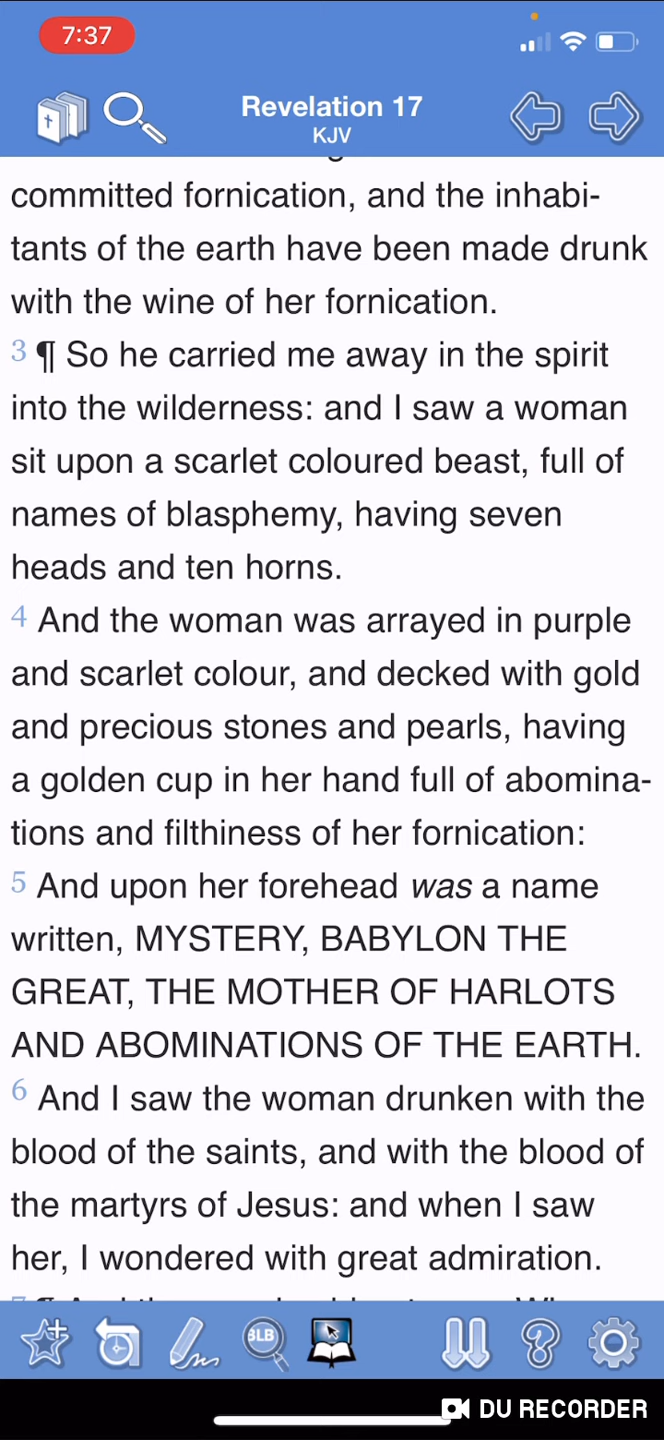 7:37
Revelation 17
KJV
committed fornication, and the inhabi-
tants of the earth have been made drunk
with the wine of her fornication.
3 ¶ So he carried me away in the spirit
into the wilderness: and I saw a woman
sit upon a scarlet coloured beast, full of
names of blasphemy, having seven
heads and ten horns.
4 And the woman was arrayed in purple
and scarlet colour, and decked with gold
and precious stones and pearls, having
a golden cup in her hand full of abomina-
tions and filthiness of her fornication:
5 And upon her forehead was a name
written, MYSTERY, BABYLON THE
GREAT, THE MOTHER OF HARLOTS
AND ABOMINATIONS OF THE EARTH.
6 And I saw the woman drunken with the
blood of the saints, and with the blood of
the martyrs of Jesus: and when I saw
her, I wondered with great admiration.
BLB
DU RECORDER